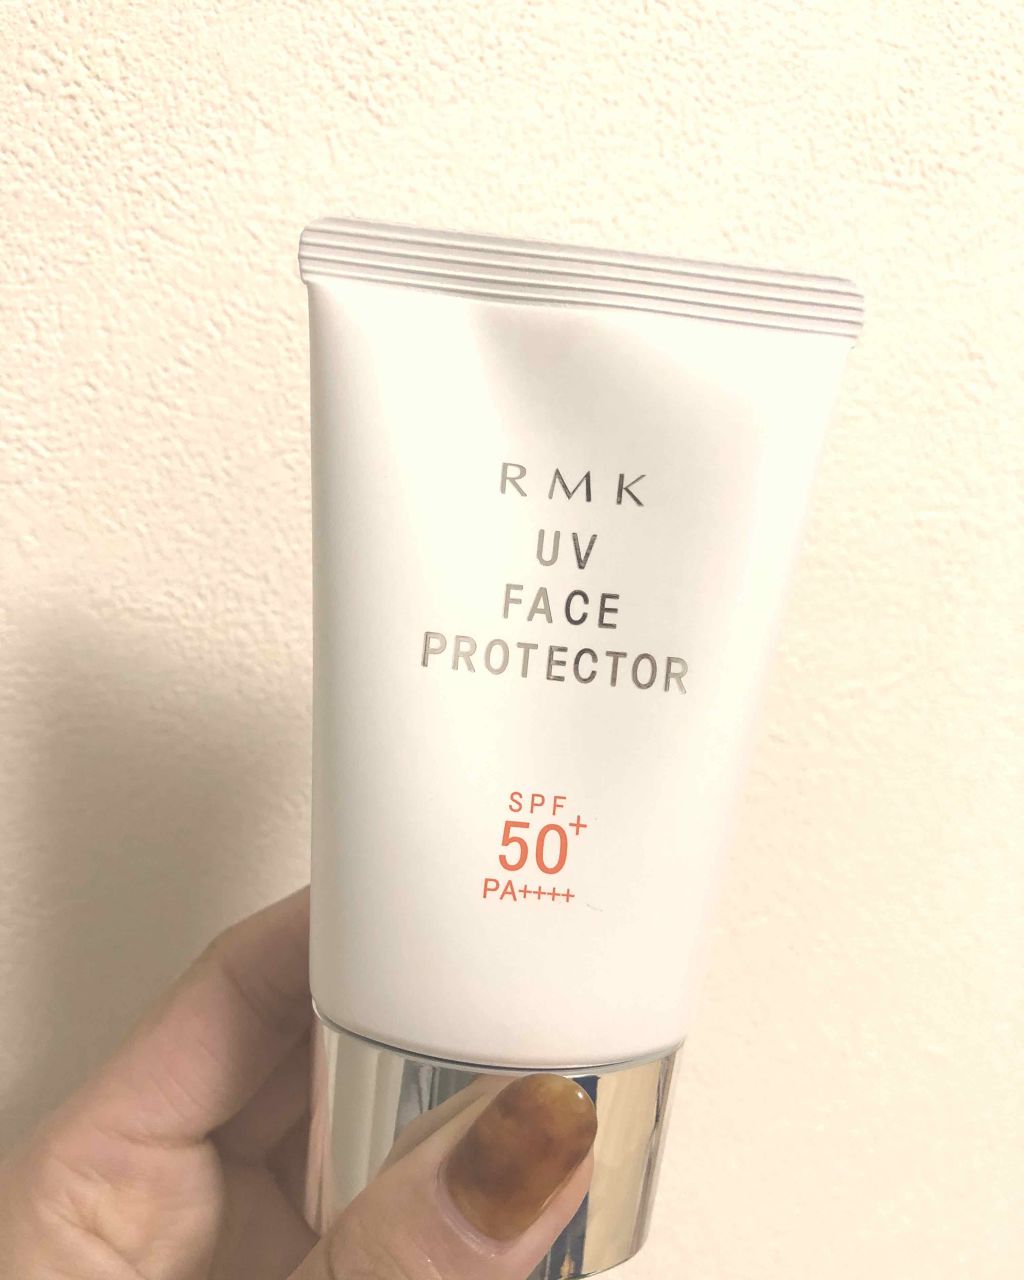 RMK
UV
FACE
PROTECTOR
SPF
50+
PA++++